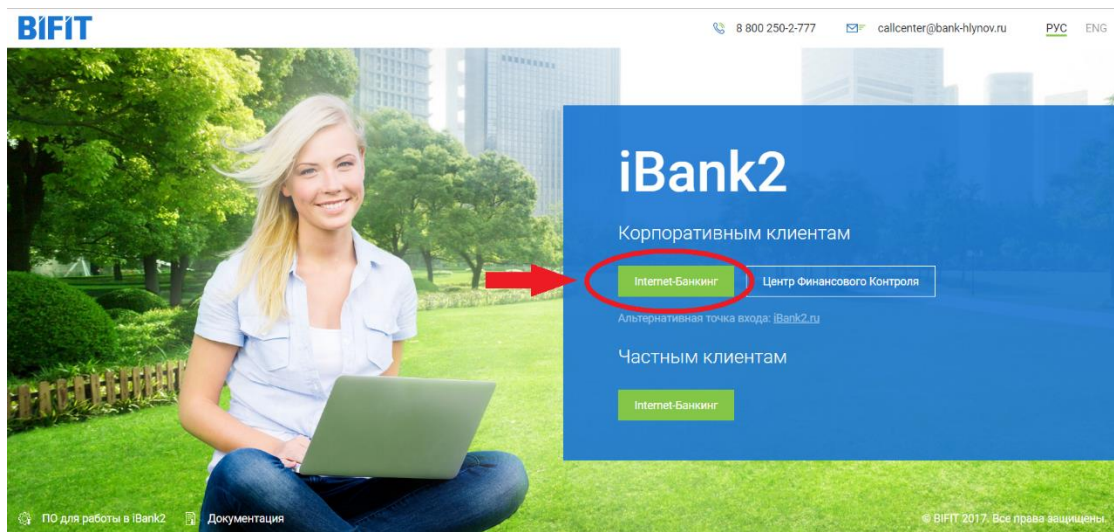 BIFIT
8 800 250-2-777 callcenter@bank-hlynov.ru РУС ENG
iBank2
Корпоративным клиентам
Internet-Банкинг Центр Финансового Контроля
Альтернативная точка входа: iBank2.ru
Частным клиентам
Internet-Банкинг
ПО для работы в iBank2 Документация © BIFIT 2017. Все права защищены.